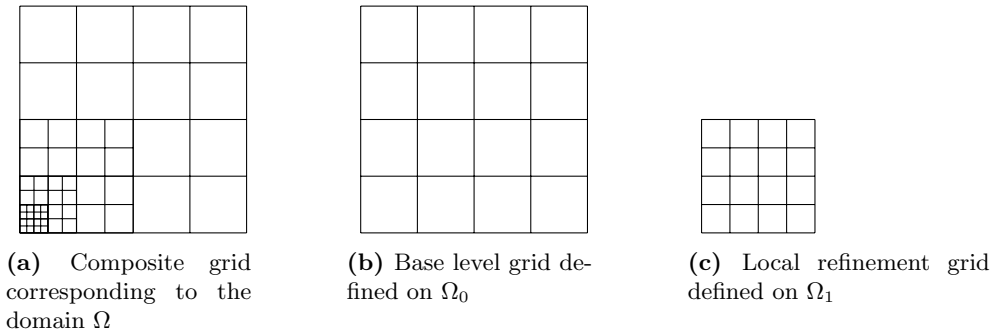 (a) Composite grid
corresponding to the
domain Ω
(b) Base level grid de-
fined on Ω₀
(c) Local refinement grid
defined on Ω₁